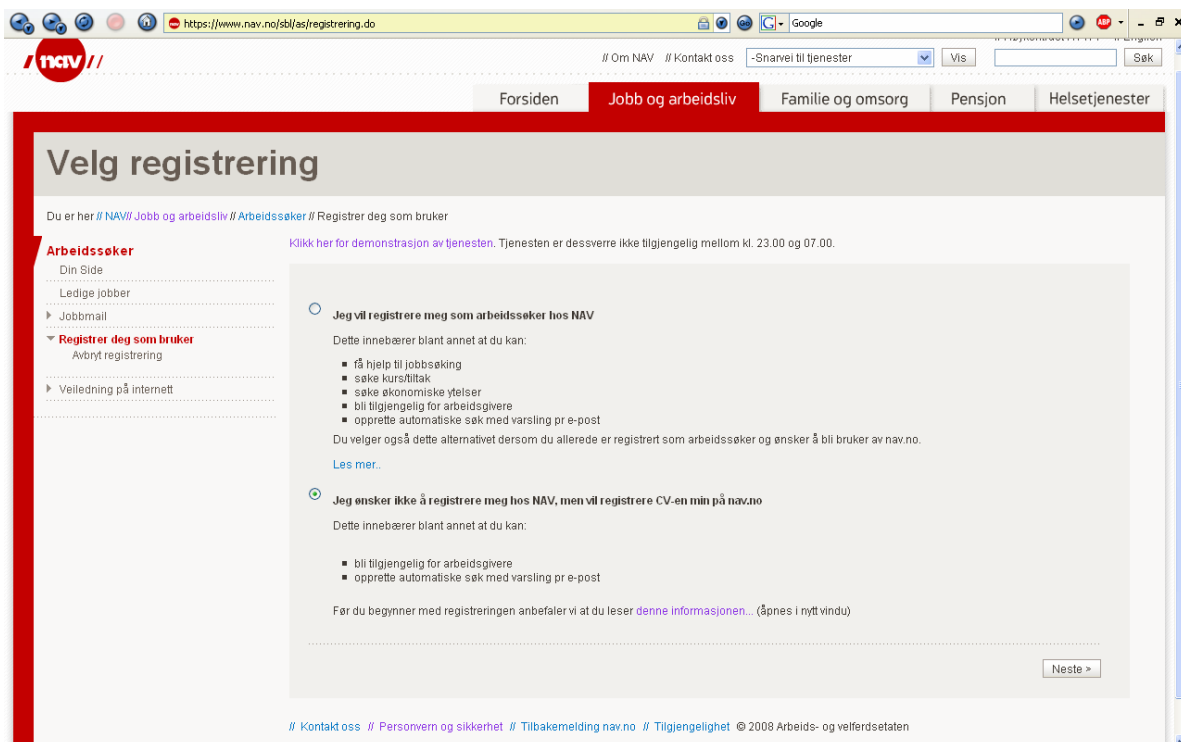 https://www.nav.no/sbl/as/registrering.do
G Google
ABP
nav
// Om NAV // Kontakt oss -Snarvei til tjenester Vis Søk
Forsiden Jobb og arbeidsliv Familie og omsorg Pensjon Helsetjenester
Velg registrering
Du er her // NAV// Jobb og arbeidsliv // Arbeidssøker // Registrer deg som bruker
Arbeidssøker
Din Side
Ledige jobber
Jobbmail
Registrer deg som bruker
Avbryt registrering
Veiledning på internett
Klikk her for demonstrasjon av tjenesten. Tjenesten er dessverre ikke tilgjengelig mellom kl. 23.00 og 07.00.
Jeg vil registrere meg som arbeidssøker hos NAV
Dette innebærer blant annet at du kan:
få hjelp til jobbsøking
søke kurs/tiltak
søke økonomiske ytelser
bli tilgjengelig for arbeidsgivere
opprette automatiske søk med varsling pr e-post
Du velger også dette alternativet dersom du allerede er registrert som arbeidssøker og ønsker å bli bruker av nav.no.
Les mer..
Jeg ønsker ikke å registrere meg hos NAV, men vil registrere CV-en min på nav.no
Dette innebærer blant annet at du kan:
bli tilgjengelig for arbeidsgivere
opprette automatiske søk med varsling pr e-post
Før du begynner med registreringen anbefaler vi at du leser denne informasjonen... (åpnes i nytt vindu)
Neste »
// Kontakt oss // Personvern og sikkerhet // Tilbakemelding nav.no // Tilgjengelighet © 2008 Arbeids- og velferdsetaten